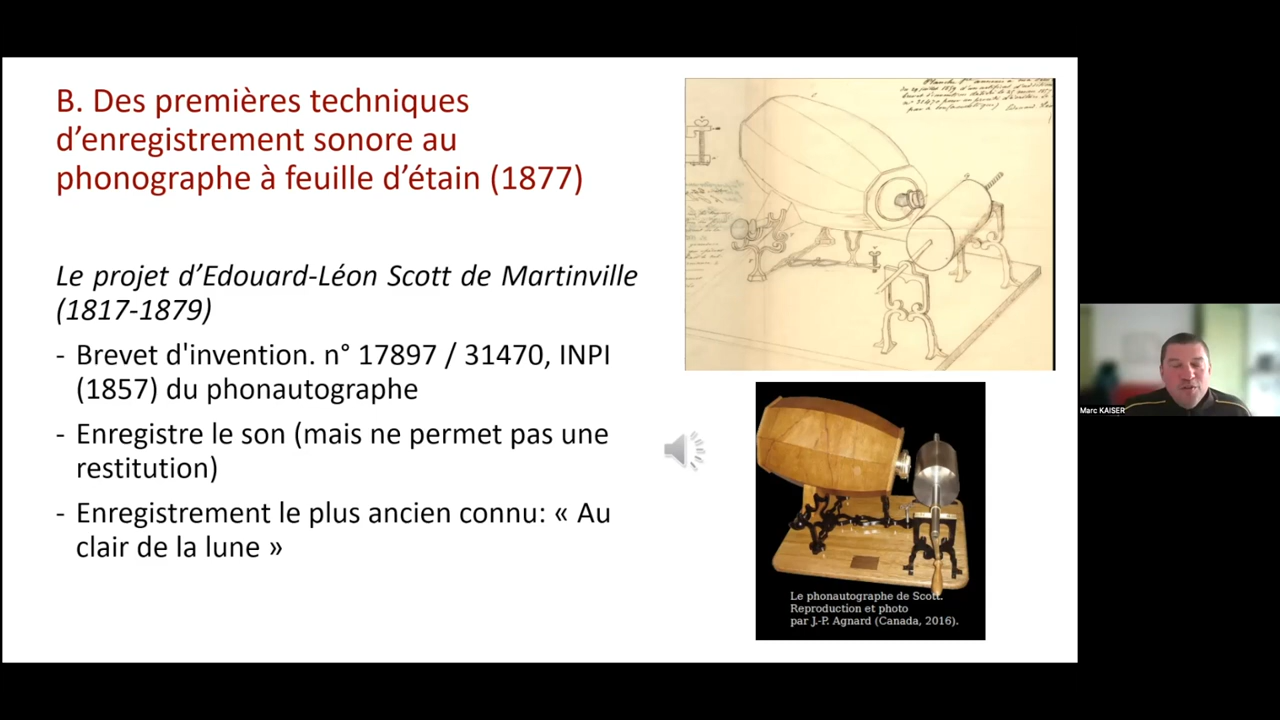 B. Des premières techniques
d’enregistrement sonore au
phonographe à feuille d’étain (1877)
Le projet d’Edouard-Léon Scott de Martinville
(1817-1879)
- Brevet d'invention. n° 17897 / 31470, INPI
(1857) du phonautographe
- Enregistre le son (mais ne permet pas une
restitution)
- Enregistrement le plus ancien connu: « Au
clair de la lune »
Le phonautographe de Scott.
Reproduction et photo
par J.-P. Agnard (Canada, 2016).
Marc KAISER